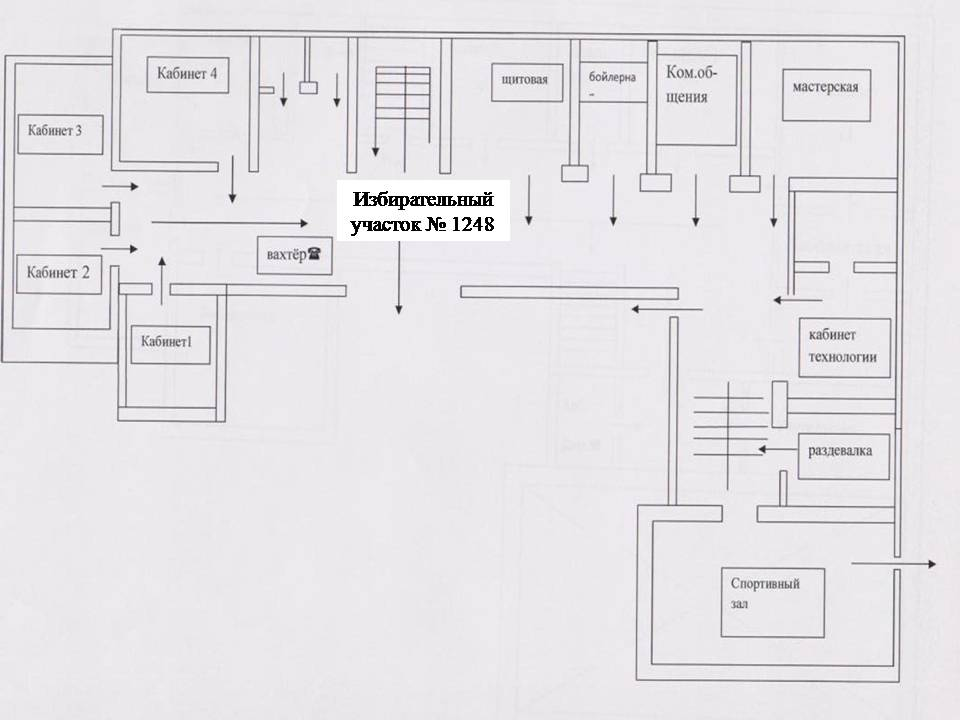 Кабинет 4
щитовая
бойлерна
–
Ком.об-
щения
мастерская
Кабинет 3
Избирательный
участок № 1248
вахтёр☎
Кабинет 2
Кабинет1
кабинет
технологии
раздевалка
Спортивный
зал